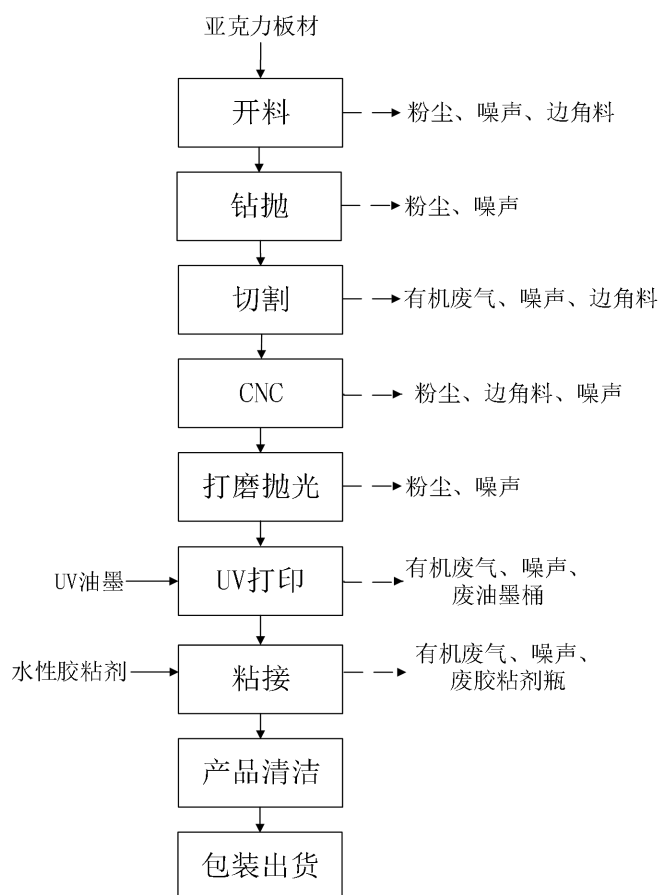 亚克力板材
开料
粉尘、噪声、边角料
钻抛
粉尘、噪声
切割
有机废气、噪声、边角料
CNC
粉尘、边角料、噪声
打磨抛光
粉尘、噪声
UV油墨
UV打印
有机废气、噪声、
废油墨桶
水性胶粘剂
粘接
有机废气、噪声、
废胶粘剂瓶
产品清洁
包装出货